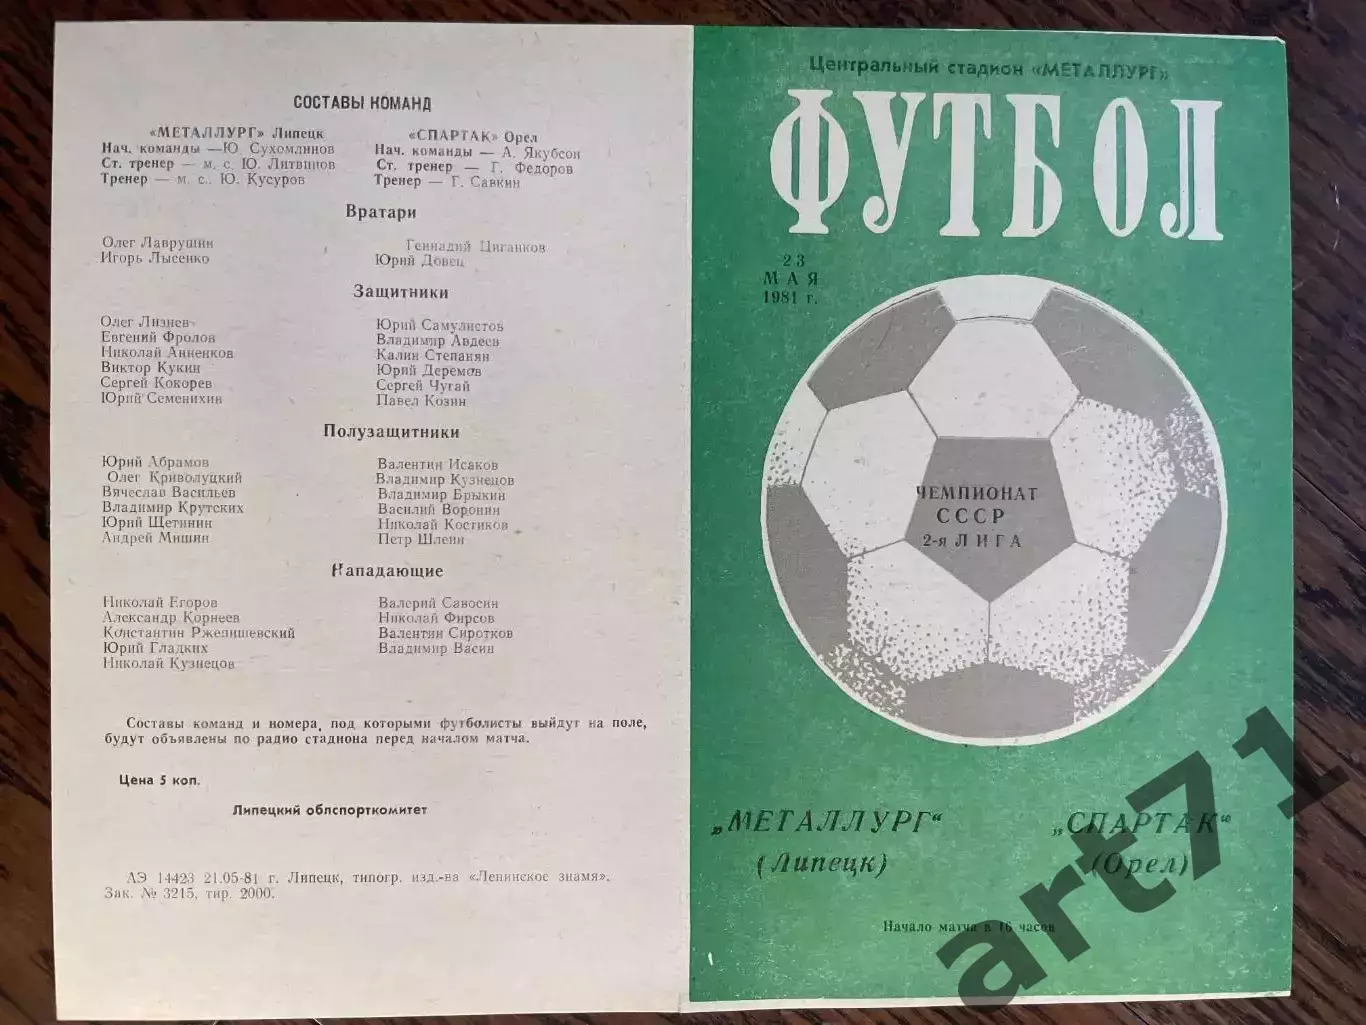 СОСТАВЫ КОМАНД
«МЕТАЛЛУРГ» Липецк
Нач. команды —Ю. Сухомлинов
Ст. тренер — м. с. Ю. Литвинов
Тренер — м. с.. Ю. Кусуров
«СПАРТАК» Орел
Нач. команды — А. Якубсон
Ст. тренер — Г. Федоров
Тренер — Г. Савкин
Вратари
Олег Лаврушин
Игорь Лысенко
Геннадий Циганков
Юрий Довец
Защитники
Олег Лизнев
Евгений Фролов
Николай Анненков
Виктор Кукин
Сергей Кокорев
Юрий Семенихин
Юрий Самулистов
Владимир Авдеев
Калин Степанян
Юрий Деремов
Сергей Чугай
Павел Козин
Полузащитники
Юрий Абрамов
Олег Криволуцкий
Вячеслав Васильев
Владимир Крутских
Юрий Щетинин
Андрей Мишин
Валентин Исаков
Владимир Кузнецов
Владимир Брыкин
Василий Воронин
Николай Костиков
Петр Шлеин
Нападающие
Николай Егоров
Александр Корнеев
Константин Ржепишевский
Юрий Гладких
Николай Кузнецов
Валерий Савосин
Николай Фирсов
Валентин Сиротков
Владимир Васин
Составы команд и номера, под которыми футболисты выйдут на поле,
будут объявлены по радио стадиона перед началом матча.
Цена 5 коп.
Липецкий облспорткомитет
АЭ 14423 21.05-81 г. Липецк, типогр. изд.-ва «Ленинское знамя».
Зак. № 3215, тир. 2000.
Центральный стадион «МЕТАЛЛУРГ»
ФУТБОЛ
23
МАЯ
1981 г.
ЧЕМПИОНАТ
СССР
2-я ЛИГА
„МЕТАЛЛУРГ“
(Липецк)
„СПАРТАК“
(Орел)
Начало матча в 16 часов
art71